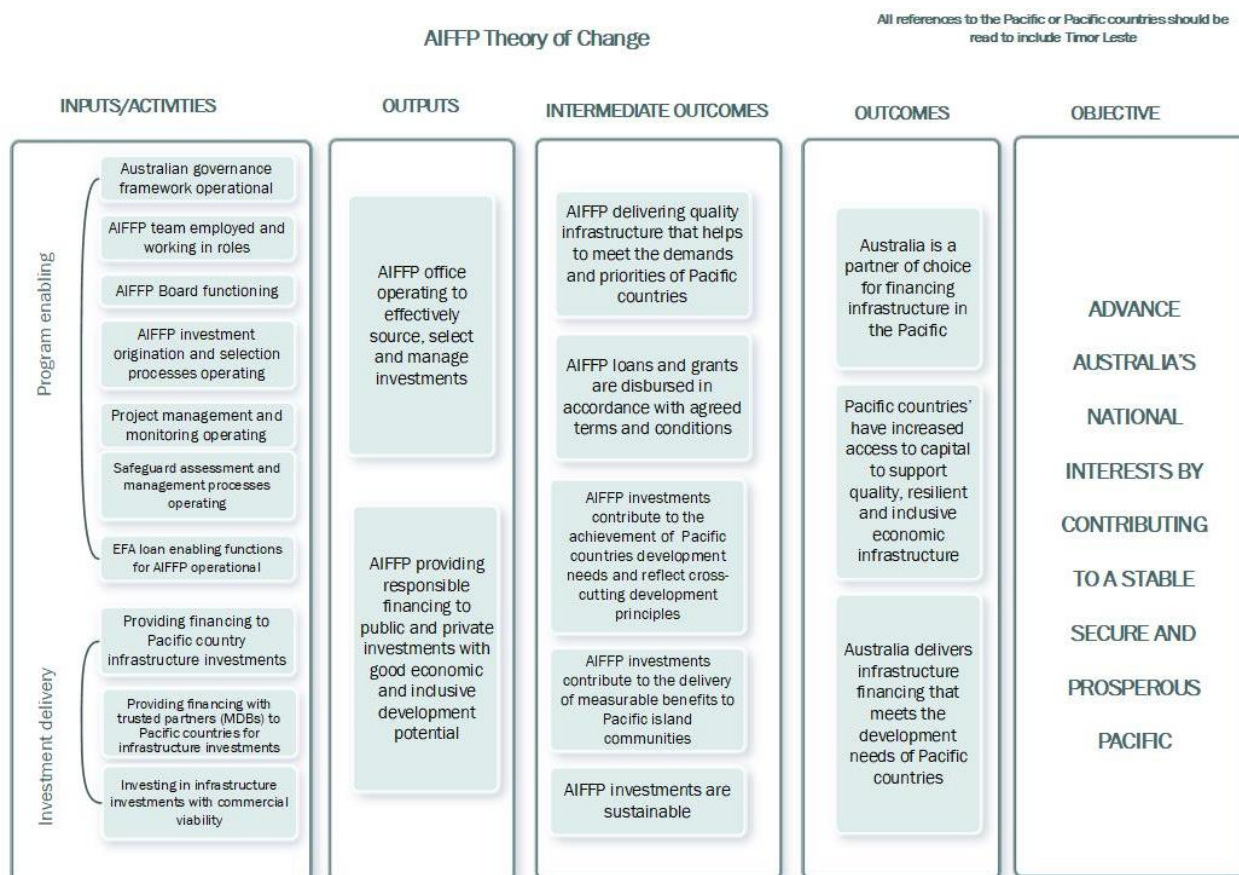 All references to the Pacific or Pacific countries should be
read to include Timor Leste
AIFFP Theory of Change
INPUTS/ACTIVITIES
OUTPUTS
INTERMEDIATE OUTCOMES
OUTCOMES
OBJECTIVE
Program enabling
Australian governance
framework operational
AIFFP team employed and
working in roles
AIFFP Board functioning
AIFFP investment
origination and selection
processes operating
Project management and
monitoring operating
Safeguard assessment and
management processes
operating
EFA loan enabling functions
for AIFFP operational
Investment delivery
Providing financing to
Pacific country
infrastructure investments
Providing financing with
trusted partners (MDBs) to
Pacific countries for
infrastructure investments
Investing in infrastructure
investments with commercial
viability
AIFFP office
operating to
effectively
source, select
and manage
investments
AIFFP providing
responsible
financing to
public and private
investments with
good economic
and inclusive
development
potential
AIFFP delivering quality
infrastructure that helps
to meet the demands
and priorities of Pacific
countries
AIFFP loans and grants
are disbursed in
accordance with agreed
terms and conditions
AIFFP investments
contribute to the
achievement of Pacific
countries development
needs and reflect cross-
cutting development
principles
AIFFP investments
contribute to the delivery
of measurable benefits to
Pacific island
communities
AIFFP investments are
sustainable
Australia is a
partner of choice
for financing
infrastructure in
the Pacific
Pacific countries'
have increased
access to capital
to support
quality, resilient
and inclusive
economic
infrastructure
Australia delivers
infrastructure
financing that
meets the
development
needs of Pacific
countries
ADVANCE
AUSTRALIA'S
NATIONAL
INTERESTS BY
CONTRIBUTING
TO A STABLE
SECURE AND
PROSPEROUS
PACIFIC